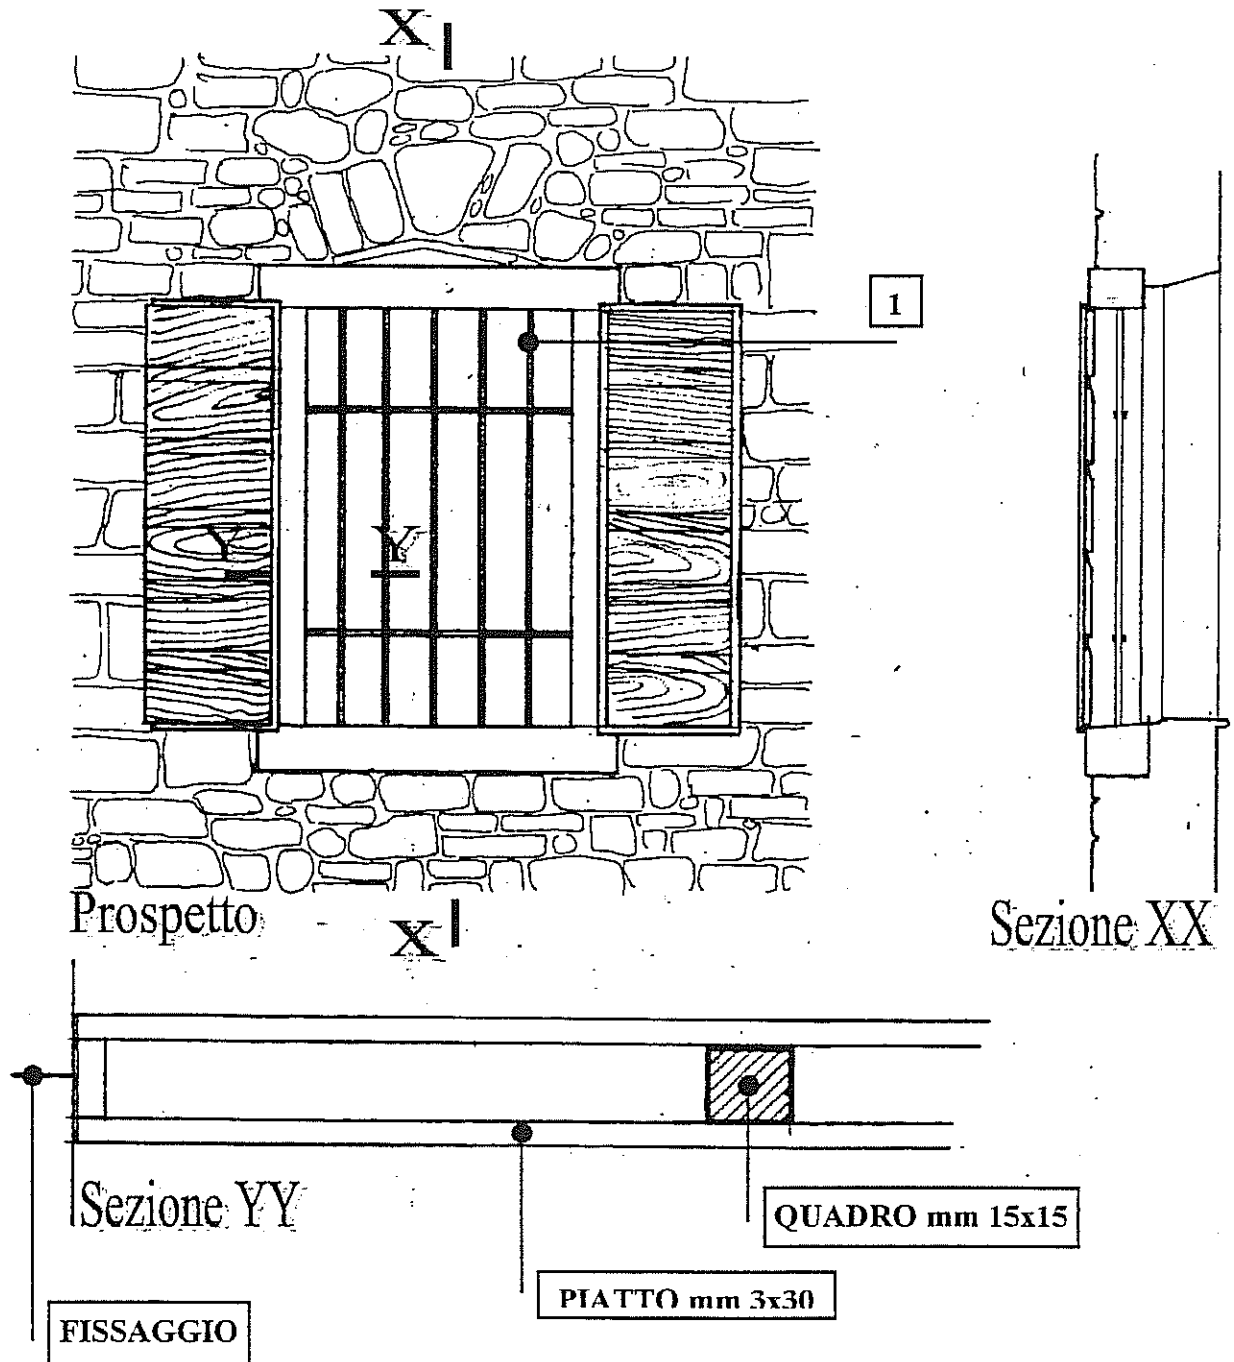 X
1
Y Y
Prospetto
X
Sezione XX
Sezione YY
QUADRO mm 15x15
PIATTO mm 3x30
FISSAGGIO